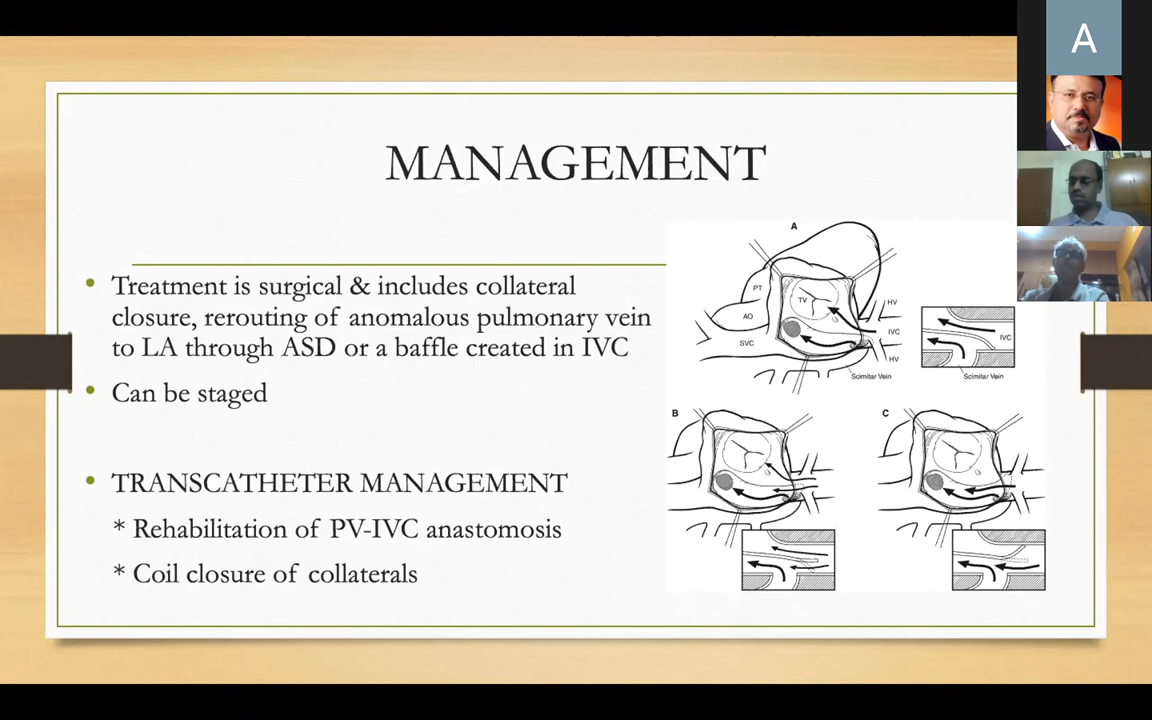 A
MANAGEMENT
• Treatment is surgical & includes collateral
closure, rerouting of anomalous pulmonary vein
to LA through ASD or a baffle created in IVC
• Can be staged
• TRANSCATHETER MANAGEMENT
* Rehabilitation of PV-IVC anastomosis
* Coil closure of collaterals
A
PT
TV
HV
AO
IVC
IVC
SVC
HV
Scimitar Vein
Scimitar Vein
B
C